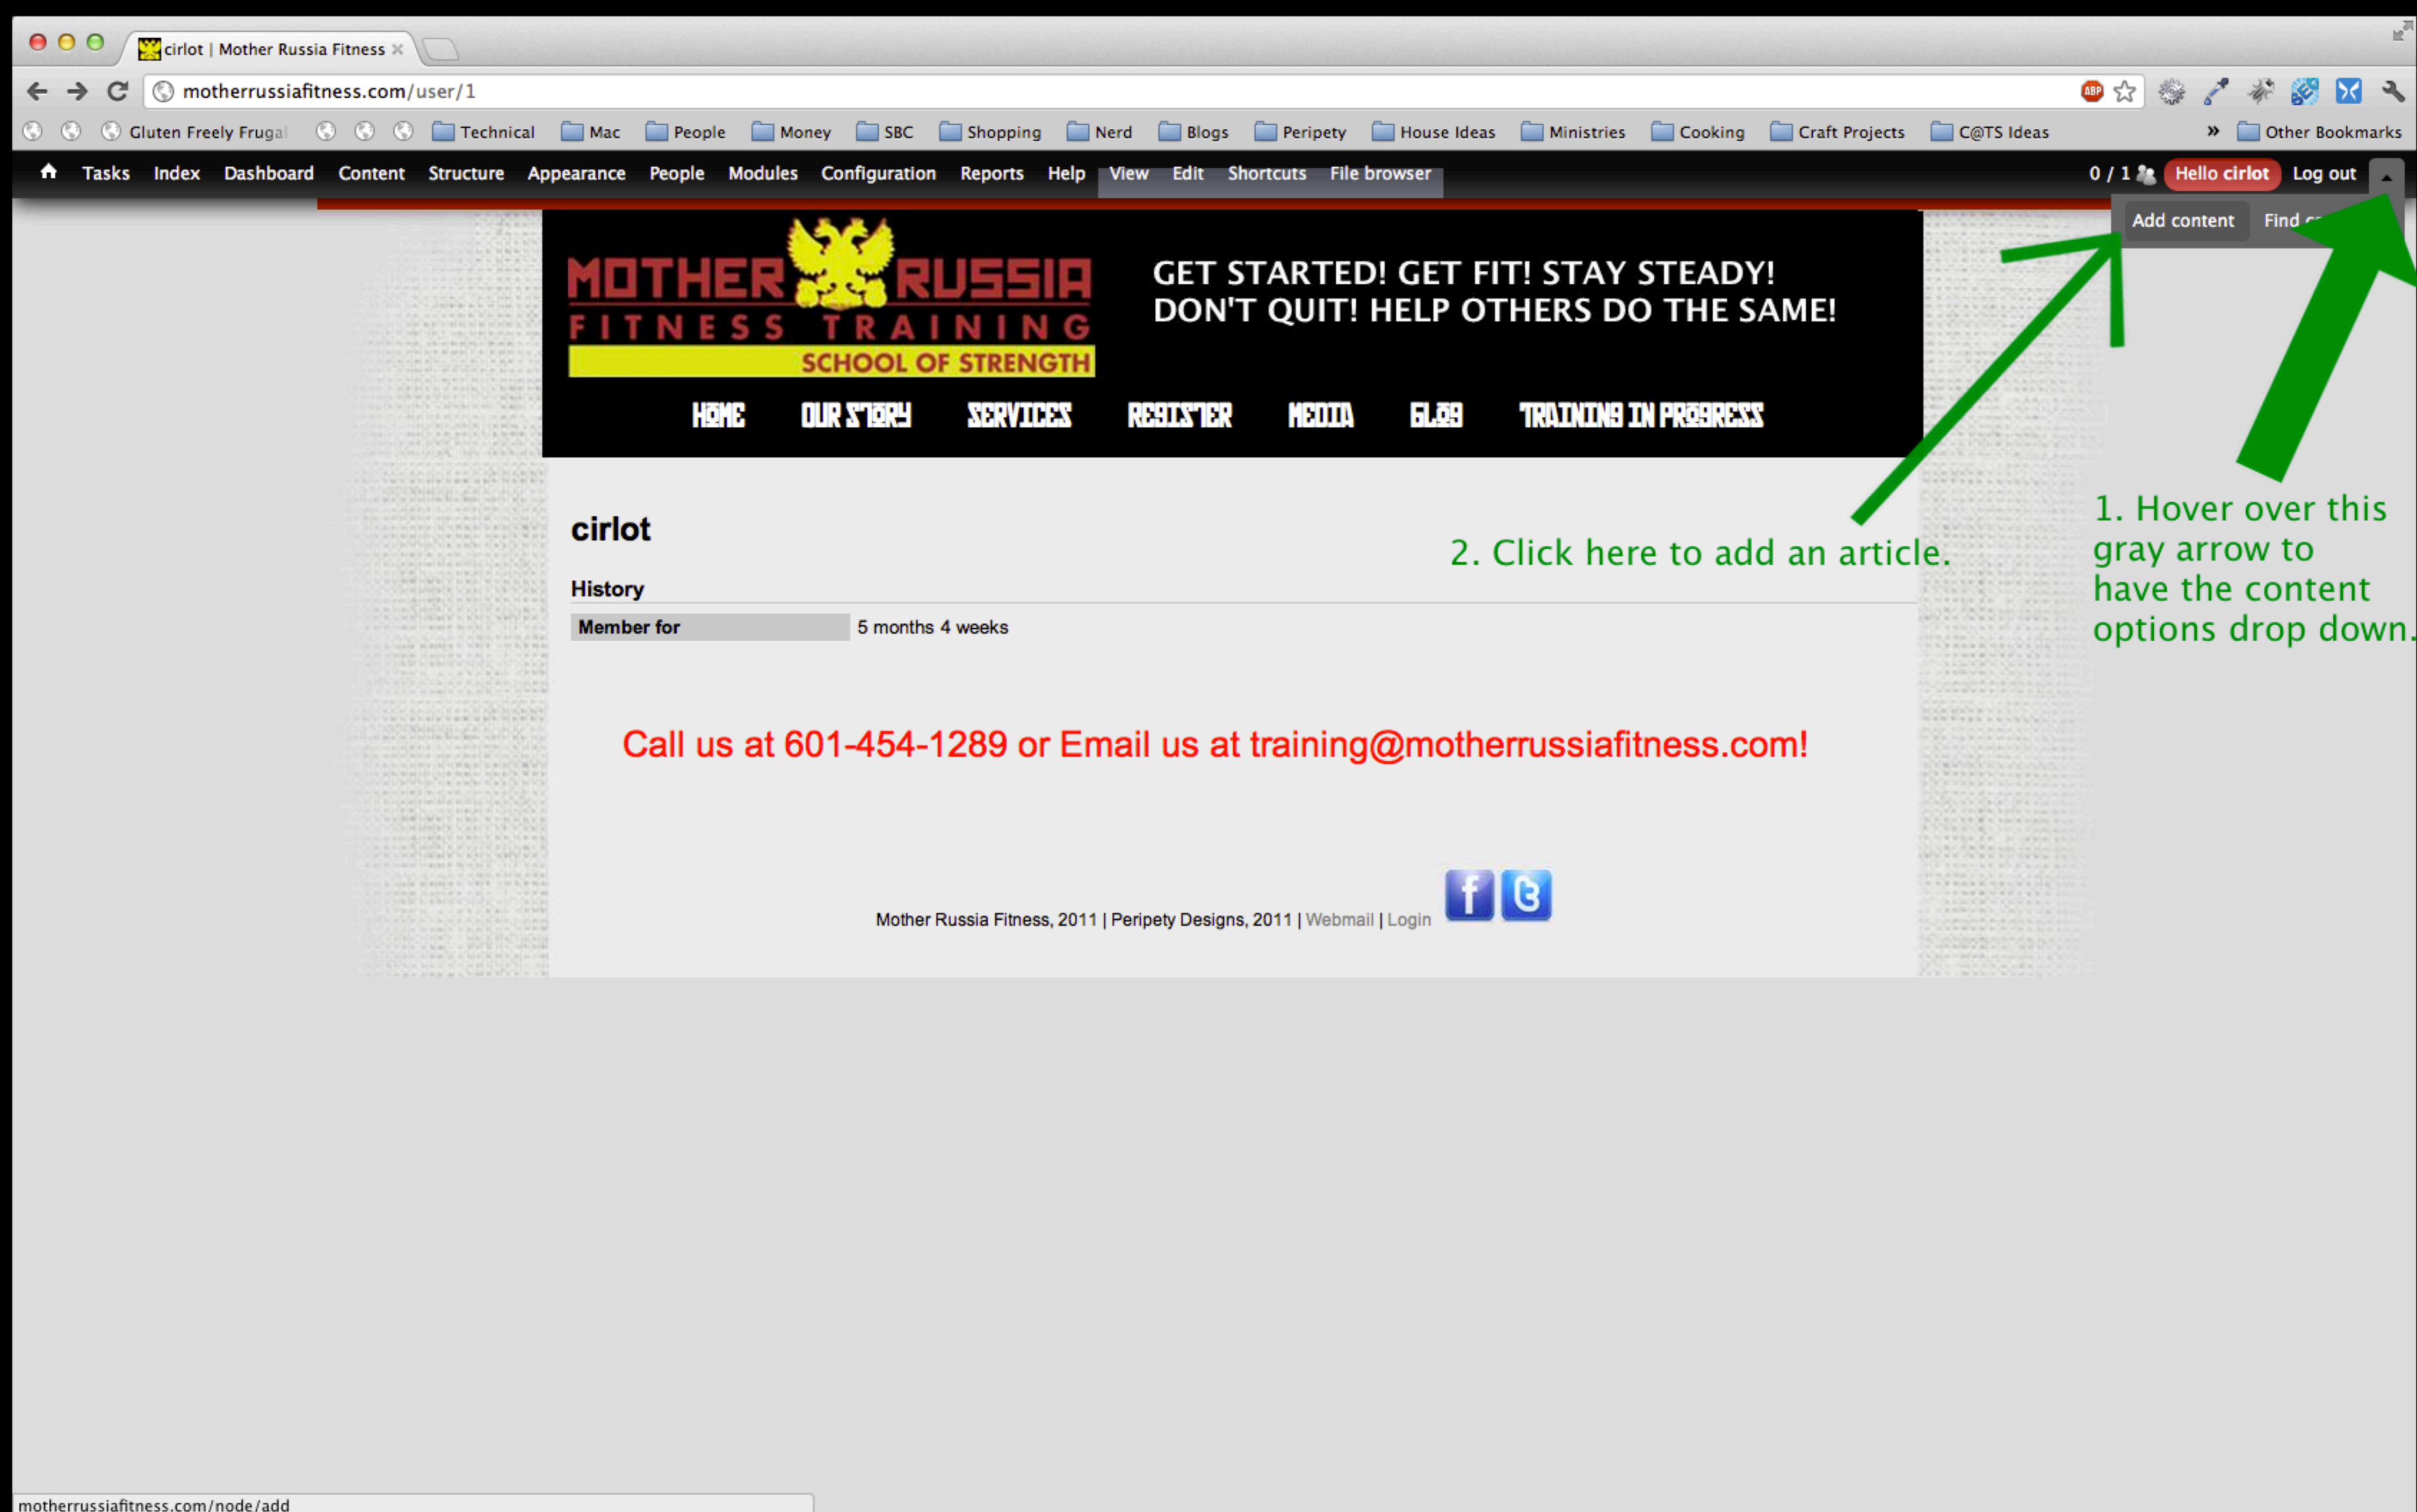 cirlot | Mother Russia Fitness
motherrussiafitness.com/user/1
ABP
Gluten Freely Frugal Technical Mac People Money SBC Shopping Nerd Blogs Peripety House Ideas Ministries Cooking Craft Projects C@TS Ideas » Other Bookmarks
Tasks Index Dashboard Content Structure Appearance People Modules Configuration Reports Help View Edit Shortcuts File browser 0 / 1 Hello cirlot Log out
Add content Find
MOTHER RUSSIA
FITNESS TRAINING
SCHOOL OF STRENGTH
GET STARTED! GET FIT! STAY STEADY!
DON'T QUIT! HELP OTHERS DO THE SAME!
HOME OUR STORY SERVICES REGISTER MEDIA BLOG TRAINING IN PROGRESS
1. Hover over this
gray arrow to
have the content
options drop down.
2. Click here to add an article.
cirlot
History
Member for 5 months 4 weeks
Call us at 601-454-1289 or Email us at training@motherrussiafitness.com!
Mother Russia Fitness, 2011 | Peripety Designs, 2011 | Webmail | Login
motherrussiafitness.com/node/add